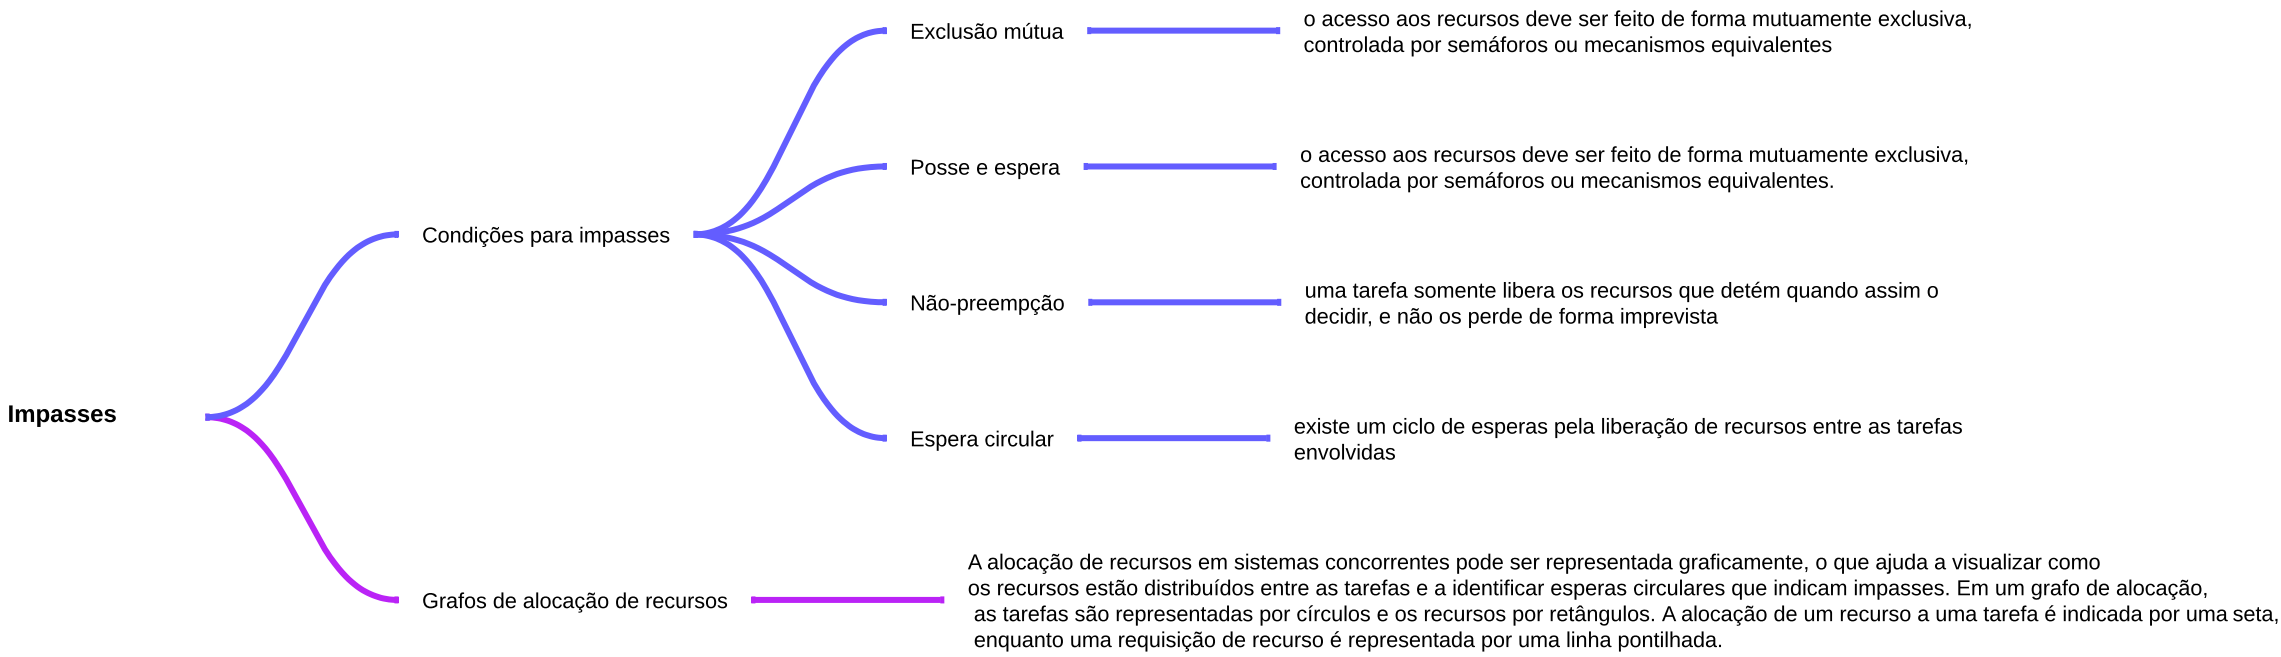 Impasses
Condições para impasses
Exclusão mútua
o acesso aos recursos deve ser feito de forma mutuamente exclusiva,
controlada por semáforos ou mecanismos equivalentes
Posse e espera
o acesso aos recursos deve ser feito de forma mutuamente exclusiva,
controlada por semáforos ou mecanismos equivalentes.
Não-preempção
uma tarefa somente libera os recursos que detém quando assim o
decidir, e não os perde de forma imprevista
Espera circular
existe um ciclo de esperas pela liberação de recursos entre as tarefas
envolvidas
Grafos de alocação de recursos
A alocação de recursos em sistemas concorrentes pode ser representada graficamente, o que ajuda a visualizar como
os recursos estão distribuídos entre as tarefas e a identificar esperas circulares que indicam impasses. Em um grafo de alocação,
as tarefas são representadas por círculos e os recursos por retângulos. A alocação de um recurso a uma tarefa é indicada por uma seta,
enquanto uma requisição de recurso é representada por uma linha pontilhada.